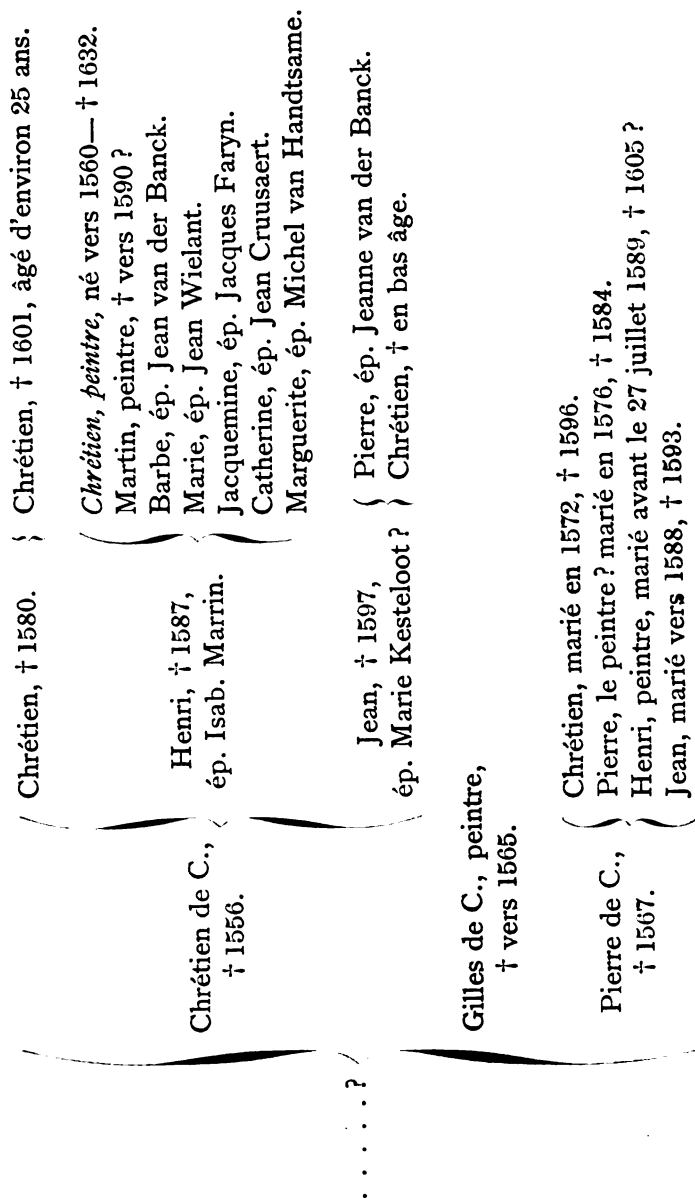 . . . . . ?
Chrétien de C.,
† 1556.
Chrétien, † 1580.
Chrétien, † 1601, âgé d'environ 25 ans.
Henri, † 1587,
ép. Isab. Marrin.
Chrétien, peintre, né vers 1560— † 1632.
Martin, peintre, † vers 1590 ?
Barbe, ép. Jean van der Banck.
Marie, ép. Jean Wielant.
Jacquemine, ép. Jacques Faryn.
Catherine, ép. Jean Cruusaert.
Marguerite, ép. Michel van Handtsame.
Jean, † 1597,
ép. Marie Kesteloot ?
Pierre, ép. Jeanne van der Banck.
Chrétien, † en bas âge.
Gilles de C., peintre,
† vers 1565.
Pierre de C.,
† 1567.
Chrétien, marié en 1572, † 1596.
Pierre, le peintre ? marié en 1576, † 1584.
Henri, peintre, marié avant le 27 juillet 1589, † 1605 ?
Jean, marié vers 1588, † 1593.